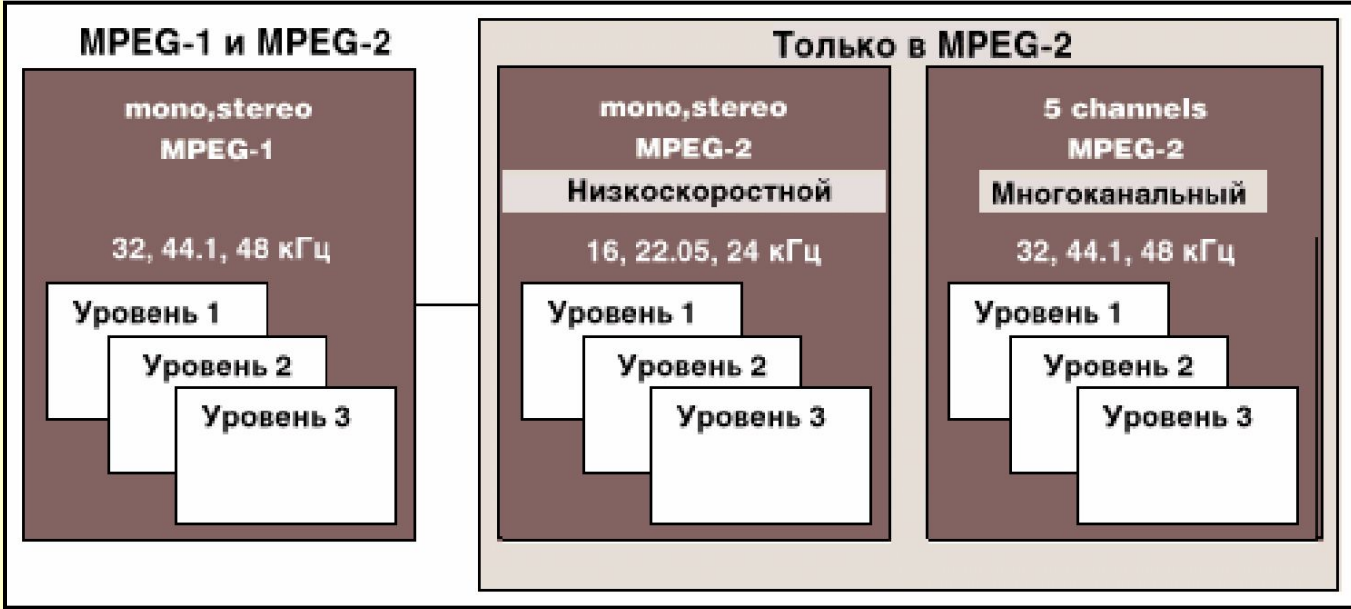 MPEG-1 и MPEG-2
mono,stereo
MPEG-1
32, 44.1, 48 кГц
Уровень 1
Уровень 2
Уровень 3
Только в MPEG-2
mono,stereo
MPEG-2
Низкоскоростной
16, 22.05, 24 кГц
Уровень 1
Уровень 2
Уровень 3
5 channels
MPEG-2
Многоканальный
32, 44.1, 48 кГц
Уровень 1
Уровень 2
Уровень 3